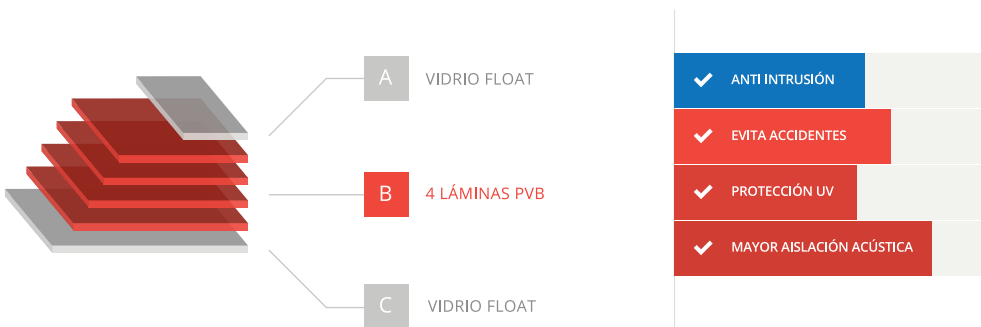 A VIDRIO FLOAT
B 4 LÁMINAS PVB
C VIDRIO FLOAT
ANTI INTRUSIÓN
EVITA ACCIDENTES
PROTECCIÓN UV
MAYOR AISLACIÓN ACÚSTICA